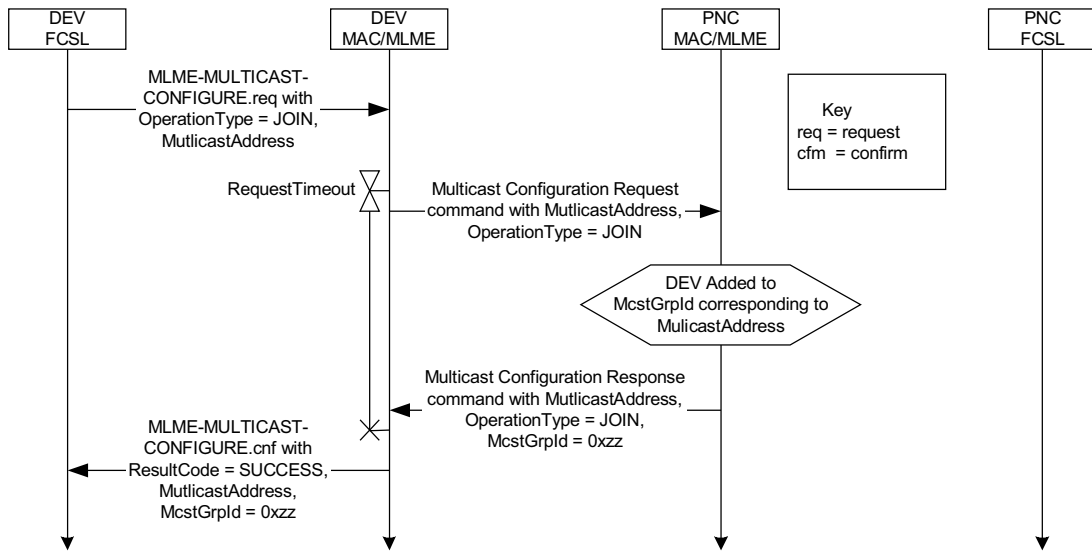 DEV
FCSL
DEV
MAC/MLME
PNC
MAC/MLME
PNC
FCSL
MLME-MULTICAST-
CONFIGURE.req with
OperationType = JOIN,
MutlicastAddress
Key
req = request
cfm = confirm
RequestTimeout
Multicast Configuration Request
command with MutlicastAddress,
OperationType = JOIN
DEV Added to
McstGrpId corresponding to
MulicastAddress
Multicast Configuration Response
command with MutlicastAddress,
OperationType = JOIN,
McstGrpId = 0xzz
MLME-MULTICAST-
CONFIGURE.cnf with
ResultCode = SUCCESS,
MutlicastAddress,
McstGrpId = 0xzz